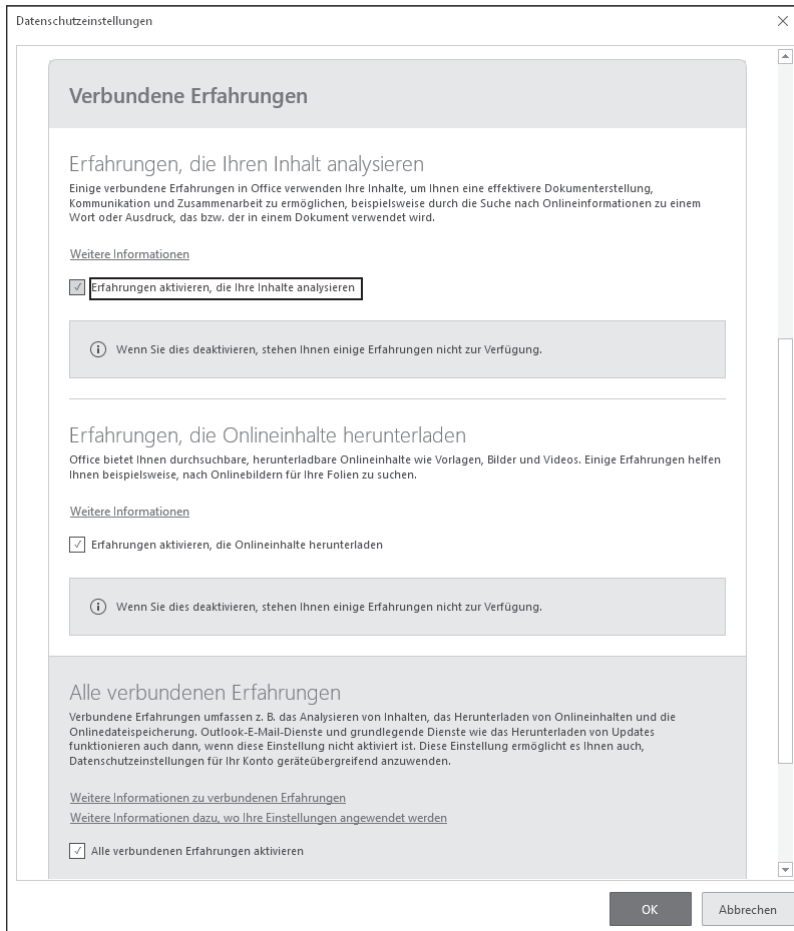 Datenschutzeinstellungen
Verbundene Erfahrungen
Erfahrungen, die Ihren Inhalt analysieren
Einige verbundene Erfahrungen in Office verwenden Ihre Inhalte, um Ihnen eine effektivere Dokumenterstellung,
Kommunikation und Zusammenarbeit zu ermöglichen, beispielsweise durch die Suche nach Onlineinformationen zu einem
Wort oder Ausdruck, das bzw. der in einem Dokument verwendet wird.
Weitere Informationen
Erfahrungen aktivieren, die Ihre Inhalte analysieren
Wenn Sie dies deaktivieren, stehen Ihnen einige Erfahrungen nicht zur Verfügung.
Erfahrungen, die Onlineinhalte herunterladen
Office bietet Ihnen durchsuchbare, herunterladbare Onlineinhalte wie Vorlagen, Bilder und Videos. Einige Erfahrungen helfen
Ihnen beispielsweise, nach Onlinebildern für Ihre Folien zu suchen.
Weitere Informationen
Erfahrungen aktivieren, die Onlineinhalte herunterladen
Wenn Sie dies deaktivieren, stehen Ihnen einige Erfahrungen nicht zur Verfügung.
Alle verbundenen Erfahrungen
Verbundene Erfahrungen umfassen z. B. das Analysieren von Inhalten, das Herunterladen von Onlineinhalten und die
Onlinedateispeicherung. Outlook-E-Mail-Dienste und grundlegende Dienste wie das Herunterladen von Updates
funktionieren auch dann, wenn diese Einstellung nicht aktiviert ist. Diese Einstellung ermöglicht es Ihnen auch,
Datenschutzeinstellungen für Ihr Konto geräteübergreifend anzuwenden.
Weitere Informationen zu verbundenen Erfahrungen
Weitere Informationen dazu, wo Ihre Einstellungen angewendet werden
Alle verbundenen Erfahrungen aktivieren
OK Abbrechen